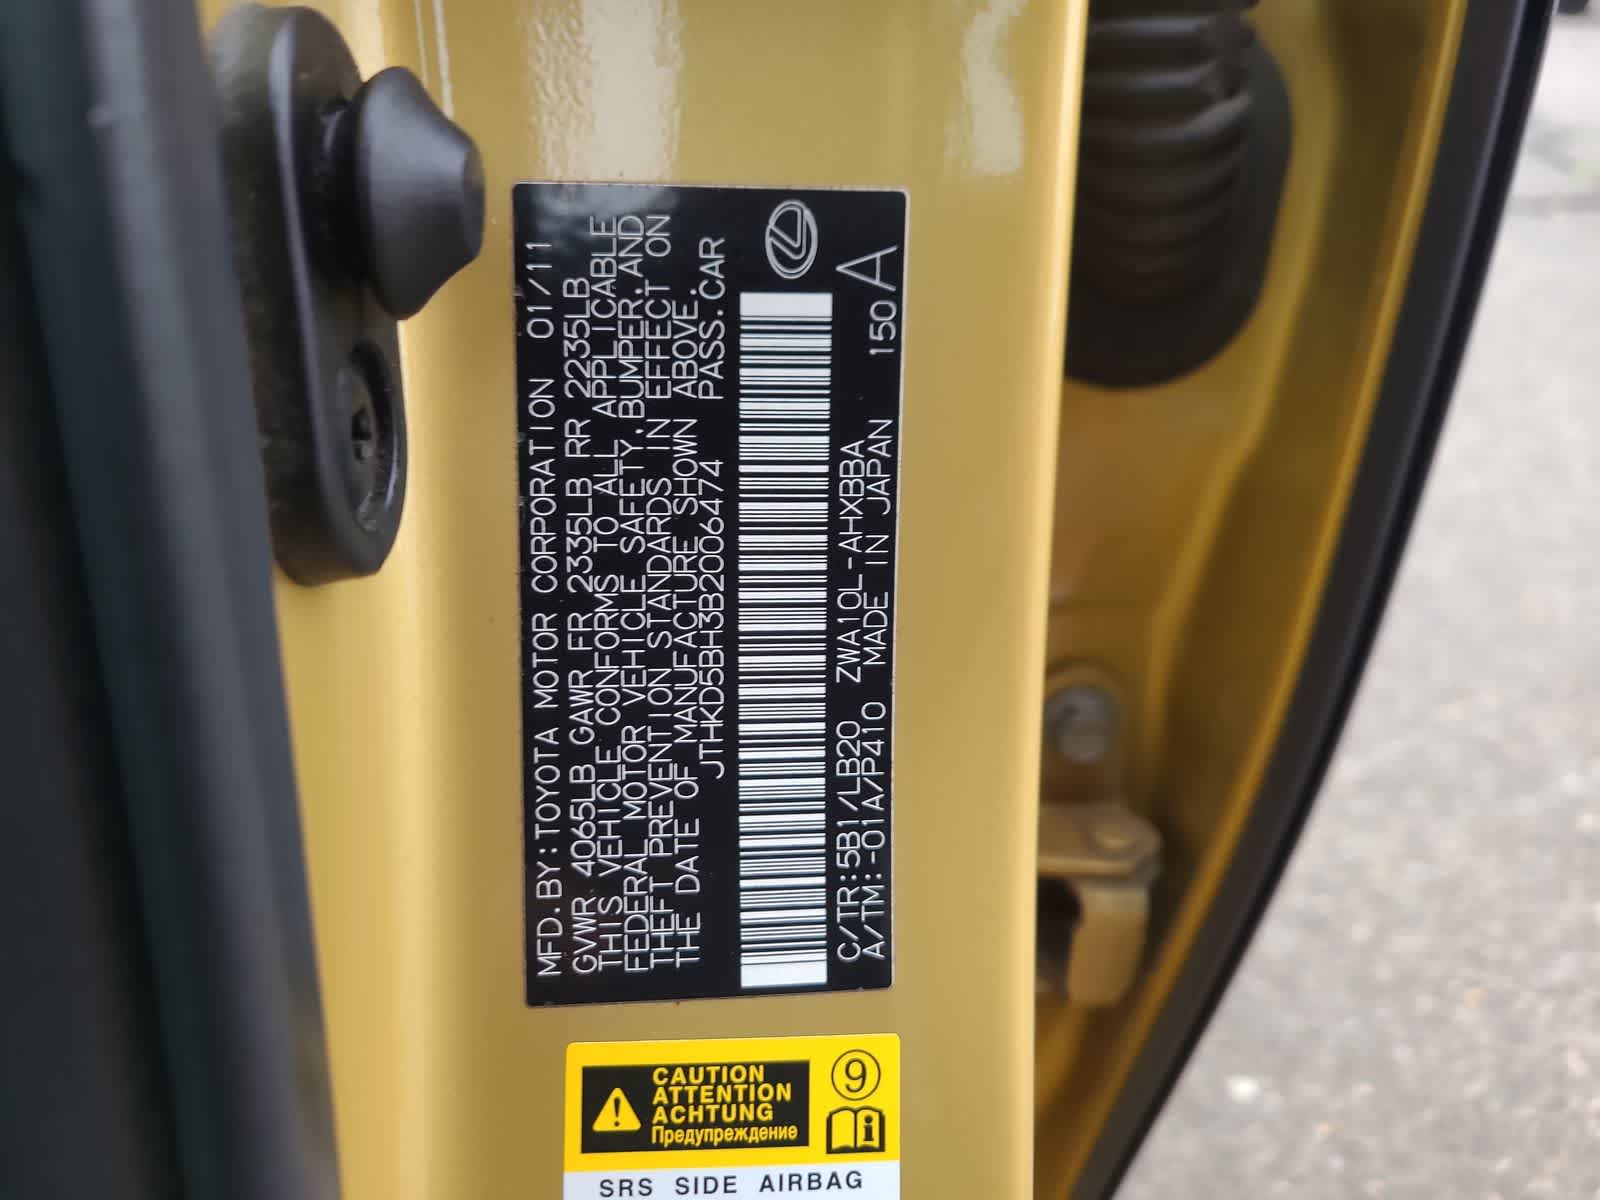 MFD.BY:TOYOTA MOTOR CORPORATION 01/11
GVWR 4065LB GAWR FR 2335LB RR 2235LB
THIS VEHICLE CONFORMS TO ALL APPLICABLE
FEDERAL MOTOR VEHICLE SAFETY,BUMPER,AND
THEFT PREVENTION STANDARDS IN EFFECT ON
THE DATE OF MANUFACTURE SHOWN ABOVE.
JTHKD5BH3B2006474 PASS.CAR
C/TR:5B1/LB20 ZWA10L-AHXBBA 150
A/TM:-01A/P410 MADE IN JAPAN A
CAUTION
ATTENTION
ACHTUNG
Предупреждение
9
i
SRS SIDE AIRBAG